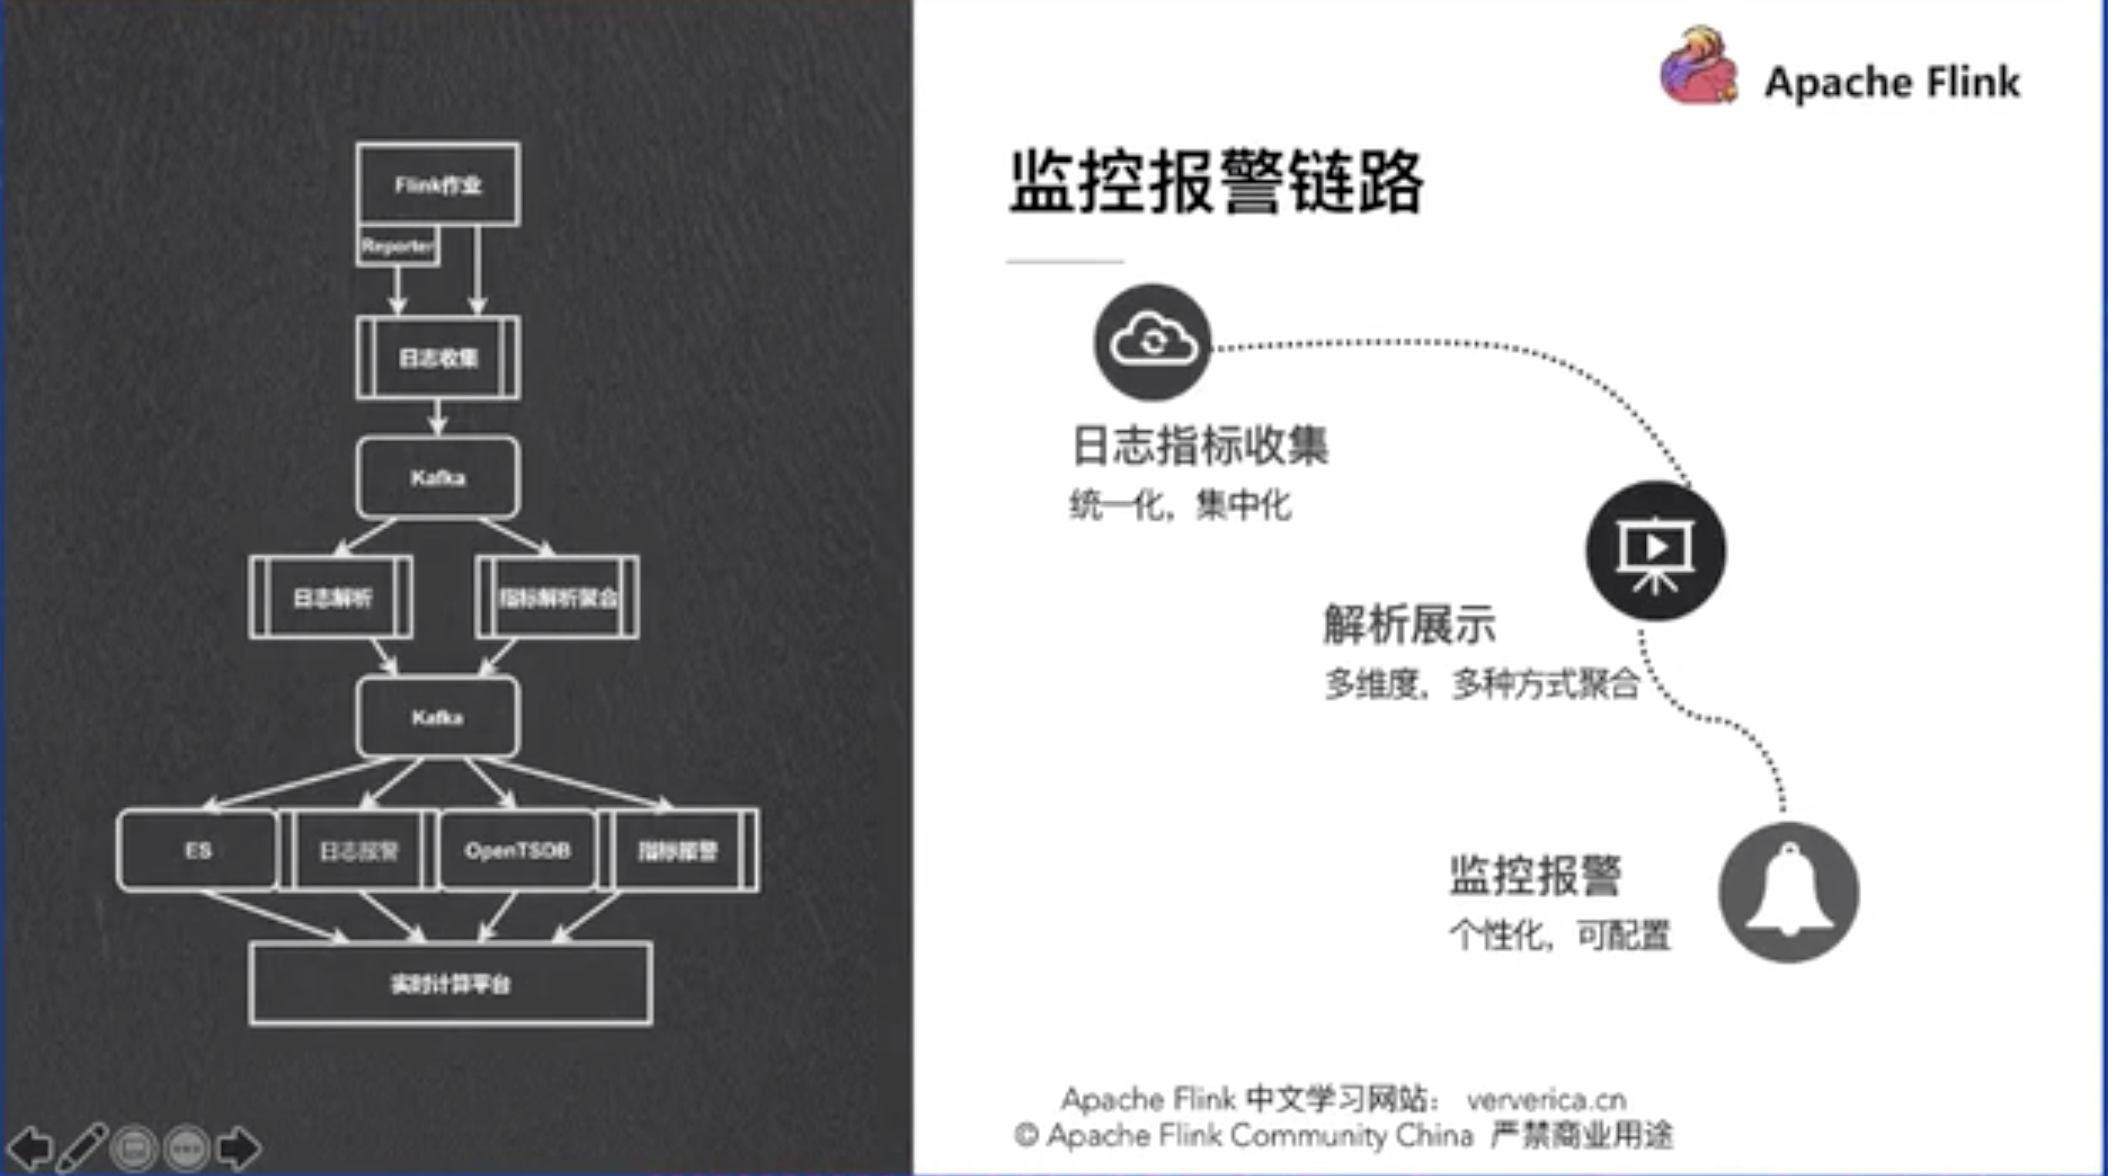 Flink作业
Reporter
日志收集
Kafka
日志解析
指标解析聚合
Kafka
ES
日志报警
OpenTSDB
指标报警
实时计算平台
Apache Flink
监控报警链路
日志指标收集
统一化，集中化
解析展示
多维度，多种方式聚合
监控报警
个性化，可配置
Apache Flink 中文学习网站： ververica.cn
© Apache Flink Community China 严禁商业用途